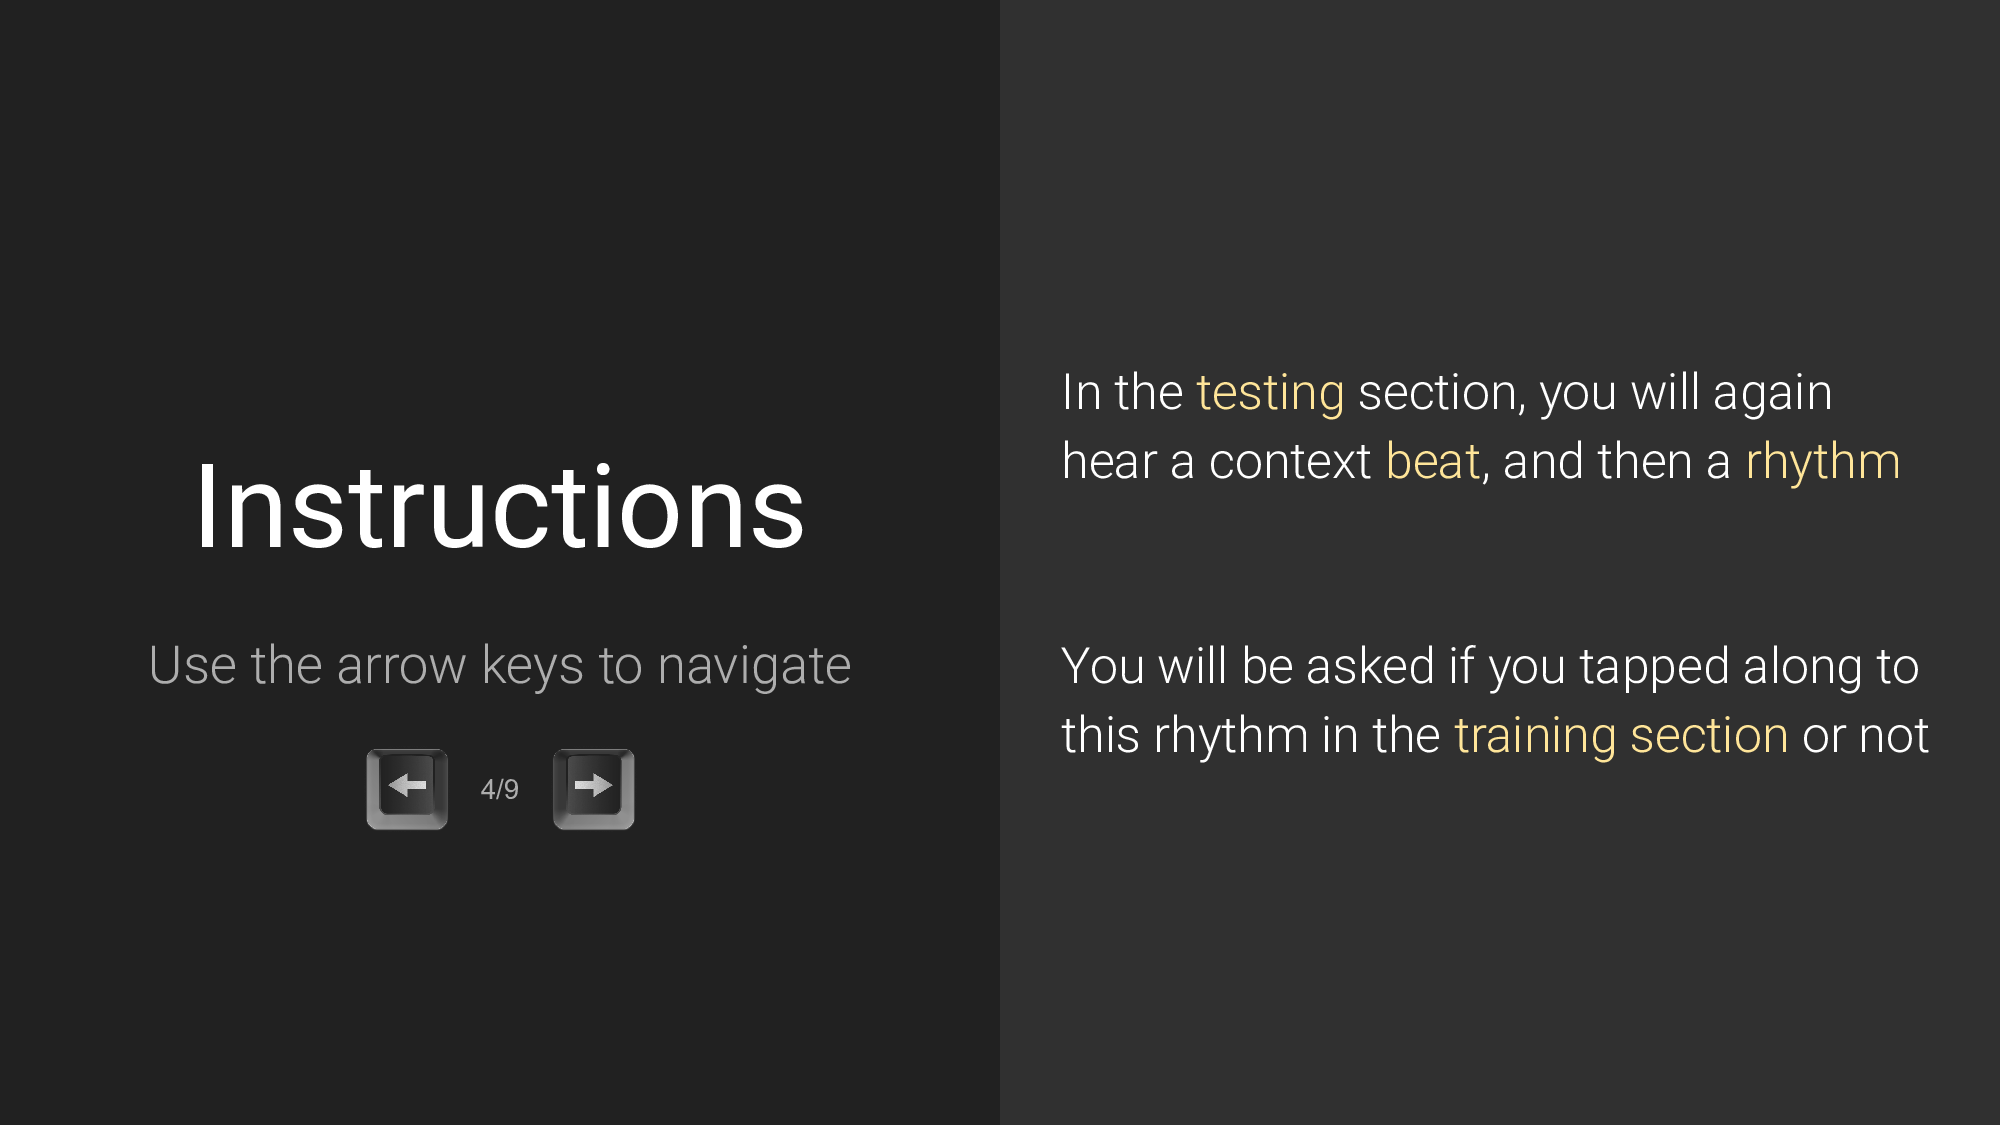 Instructions
Use the arrow keys to navigate
4/9
In the testing section, you will again
hear a context beat, and then a rhythm
You will be asked if you tapped along to
this rhythm in the training section or not